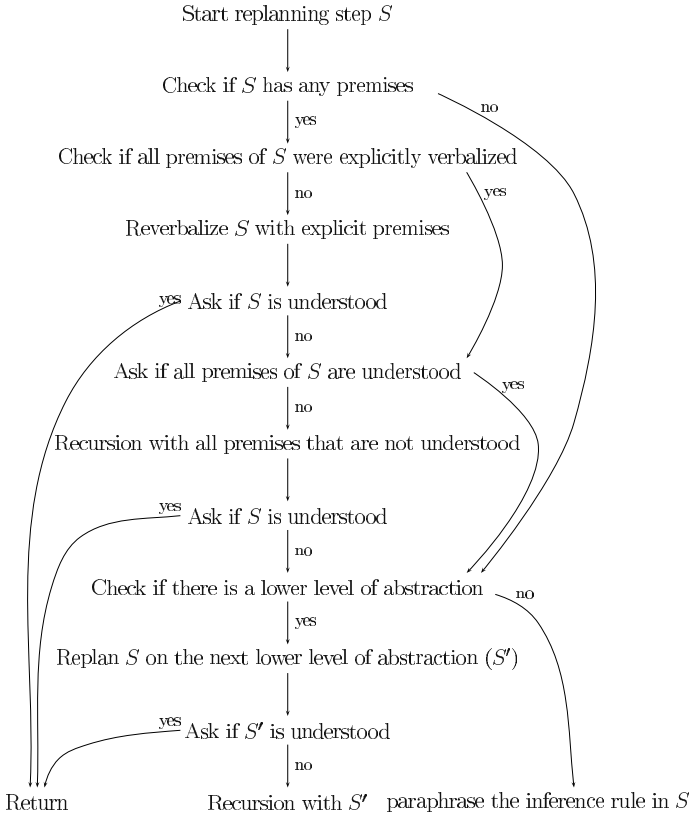 Start replanning step S
Check if S has any premises
no
yes
Check if all premises of S were explicitly verbalized
yes
no
Reverbalize S with explicit premises
yes
Ask if S is understood
no
Ask if all premises of S are understood
yes
no
Recursion with all premises that are not understood
yes
Ask if S is understood
no
Check if there is a lower level of abstraction
no
yes
Replan S on the next lower level of abstraction (S′)
yes
Ask if S′ is understood
no
Return
Recursion with S′
paraphrase the inference rule in S